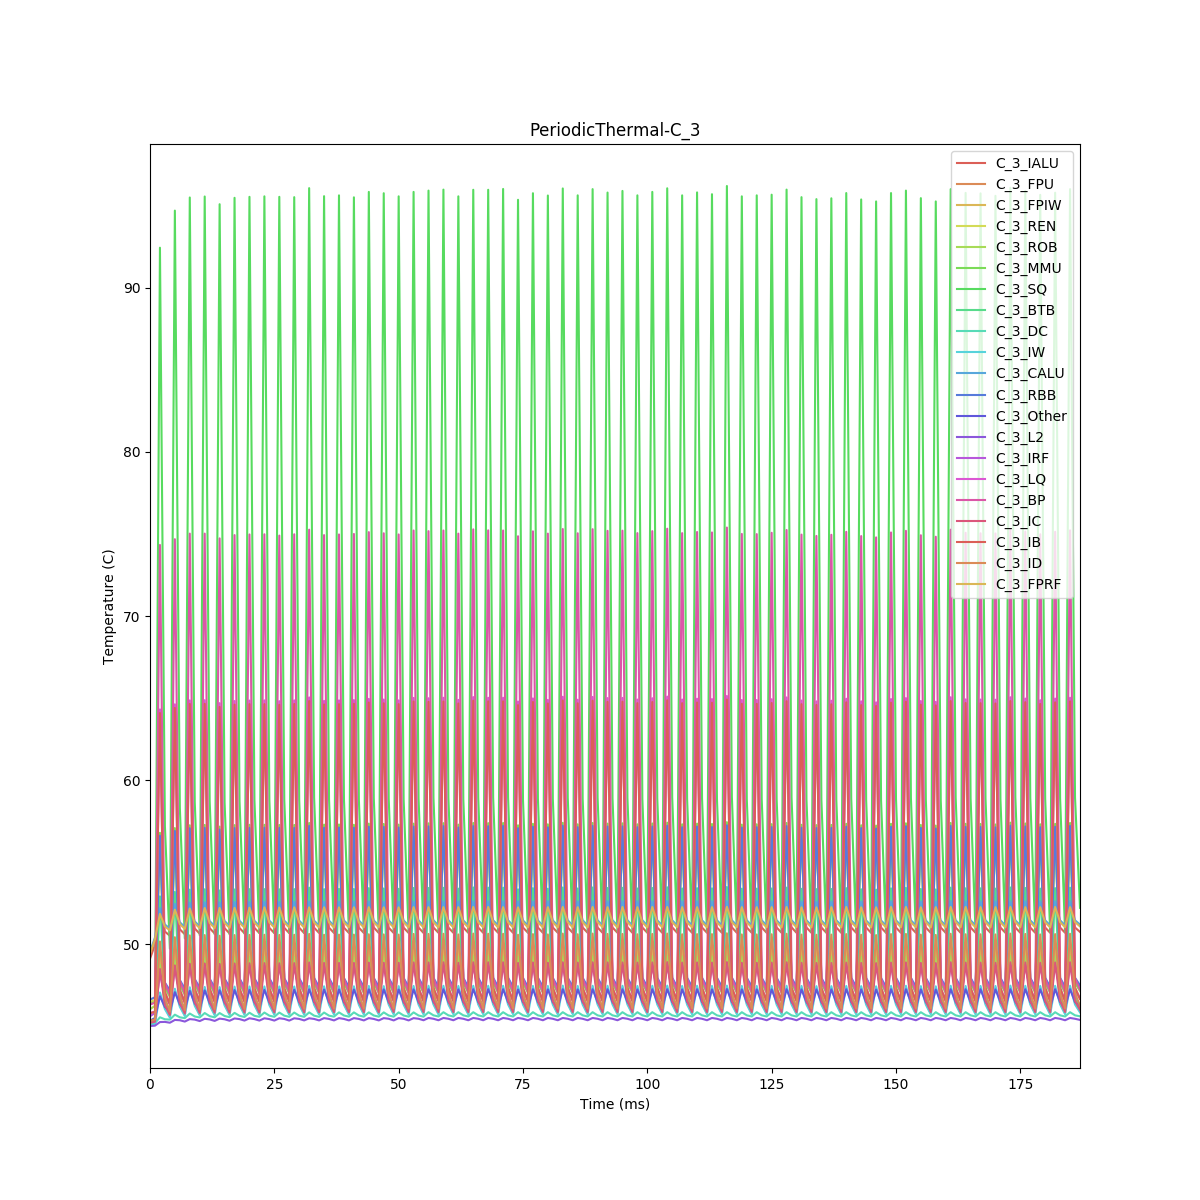 PeriodicThermal-C_3
C_3_IALU
C_3_FPU
C_3_FPIW
C_3_REN
C_3_ROB
C_3_MMU
C_3_SQ
C_3_BTB
C_3_DC
C_3_IW
C_3_CALU
C_3_RBB
C_3_Other
C_3_L2
C_3_IRF
C_3_LQ
C_3_BP
C_3_IC
C_3_IB
C_3_ID
C_3_FPRF
90
80
70
60
50
Temperature (C)
0 25 50 75 100 125 150 175
Time (ms)